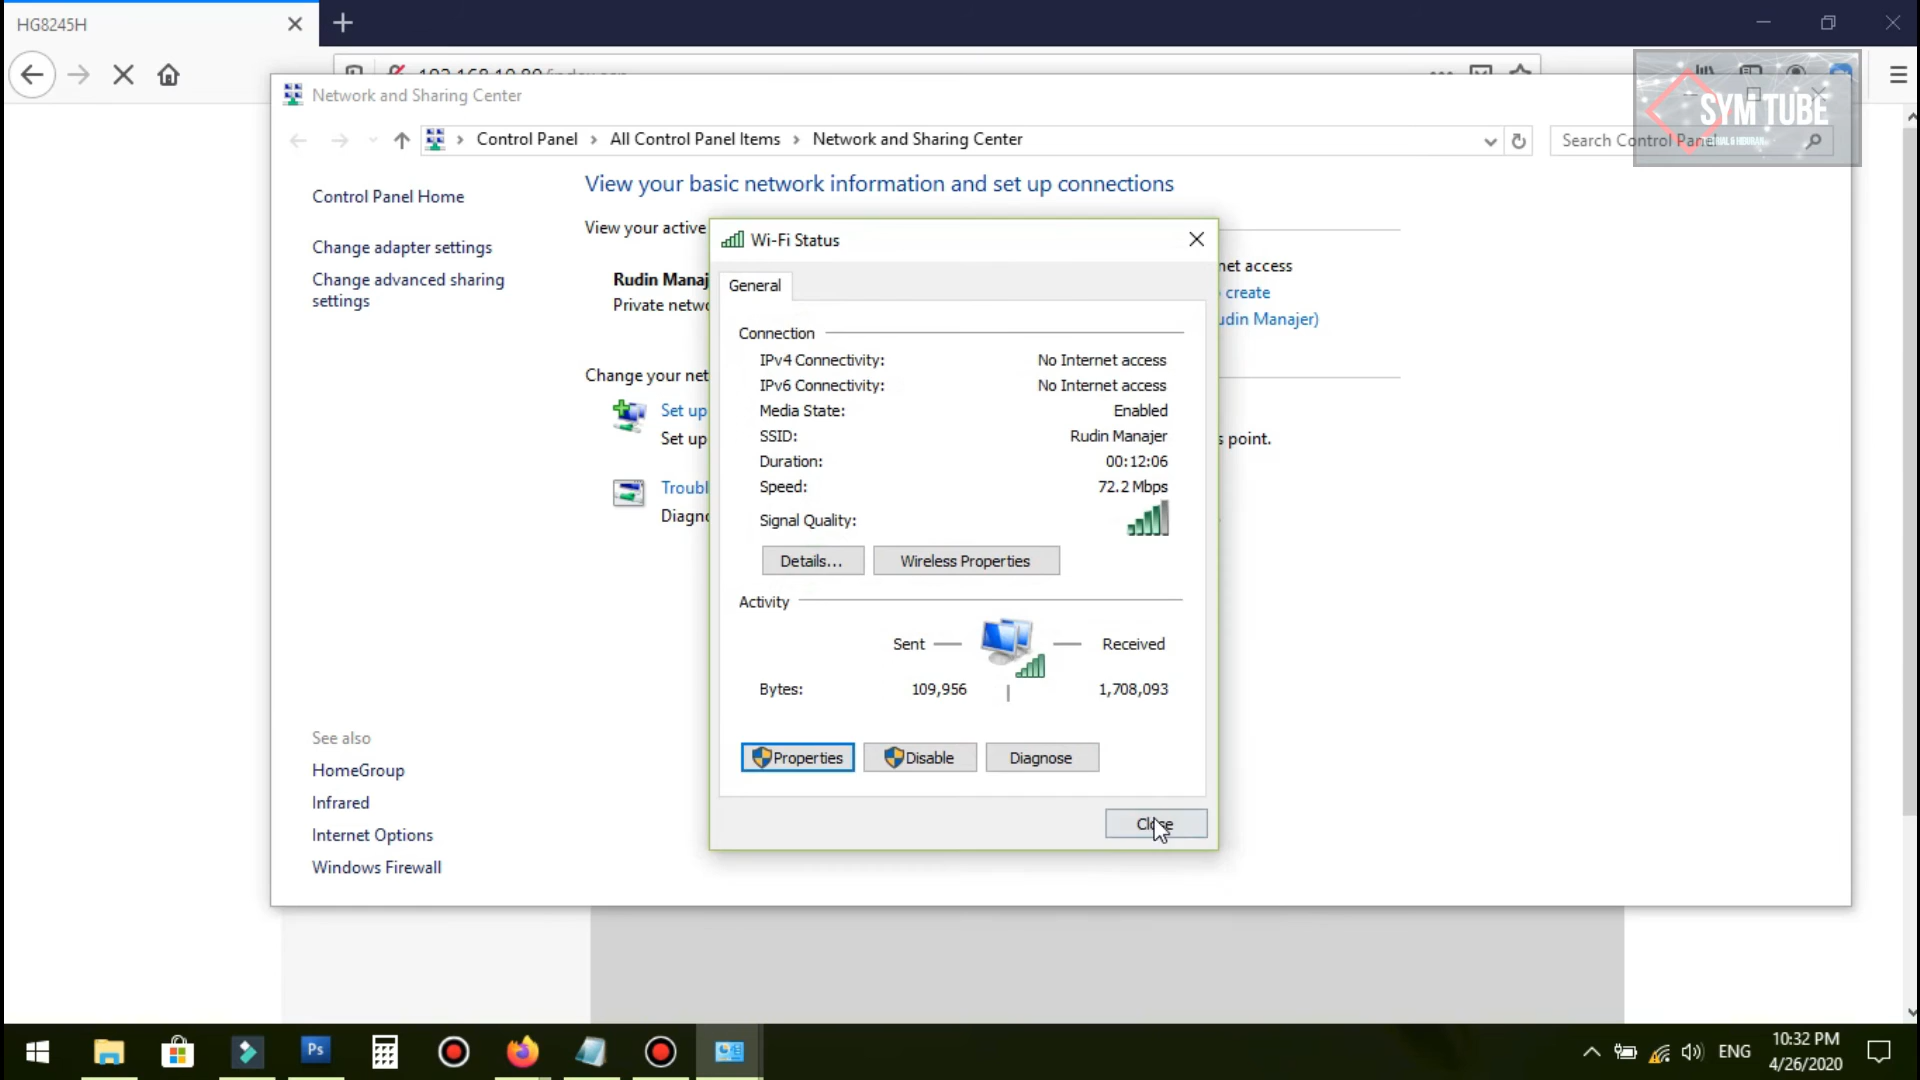 HG8245H
Network and Sharing Center
Control Panel
All Control Panel Items
Network and Sharing Center
Search Control Panel
SYM TUBE
Control Panel Home
Change adapter settings
Change advanced sharing
settings
View your basic network information and set up connections
View your active
Rudin Manaj
Private netwo
net access
create
udin Manajer)
Change your net
Set up
Set up
s point.
Troubl
Diagno
Wi-Fi Status
General
Connection
IPv4 Connectivity: No Internet access
IPv6 Connectivity: No Internet access
Media State: Enabled
SSID: Rudin Manajer
Duration: 00:12:06
Speed: 72.2 Mbps
Signal Quality:
Details...
Wireless Properties
Activity
Sent
Received
Bytes: 109,956 1,708,093
Properties
Disable
Diagnose
Close
See also
HomeGroup
Infrared
Internet Options
Windows Firewall
Ps
ENG
10:32 PM
4/26/2020